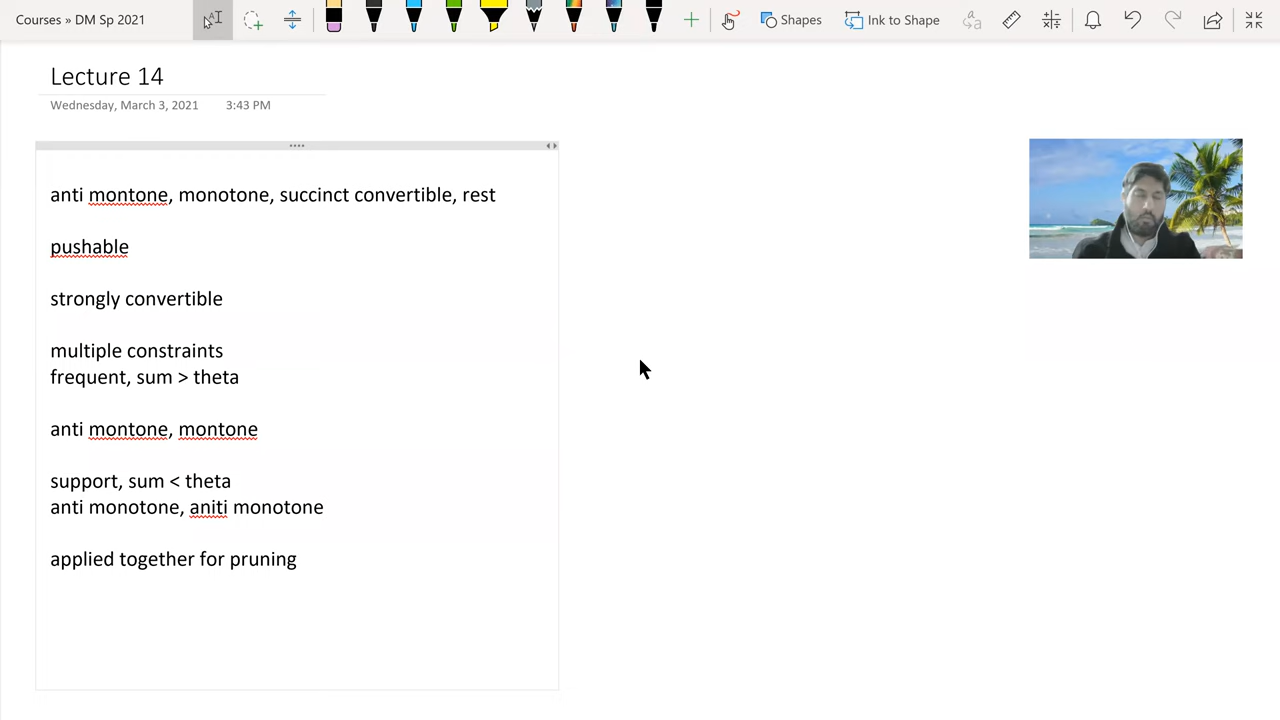 Courses » DM Sp 2021
Shapes
Ink to Shape
Lecture 14
Wednesday, March 3, 2021 3:43 PM
anti montone, monotone, succinct convertible, rest
pushable
strongly convertible
multiple constraints
frequent, sum > theta
anti montone, montone
support, sum < theta
anti monotone, aniti monotone
applied together for pruning